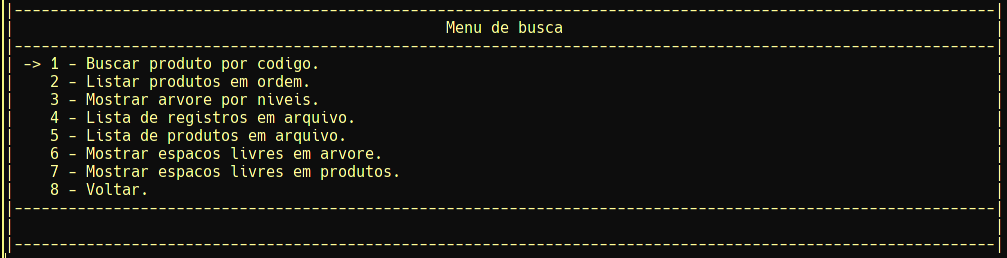 Menu de busca
-> 1 - Buscar produto por codigo.
2 - Listar produtos em ordem.
3 - Mostrar arvore por niveis.
4 - Lista de registros em arquivo.
5 - Lista de produtos em arquivo.
6 - Mostrar espacos livres em arvore.
7 - Mostrar espacos livres em produtos.
8 - Voltar.